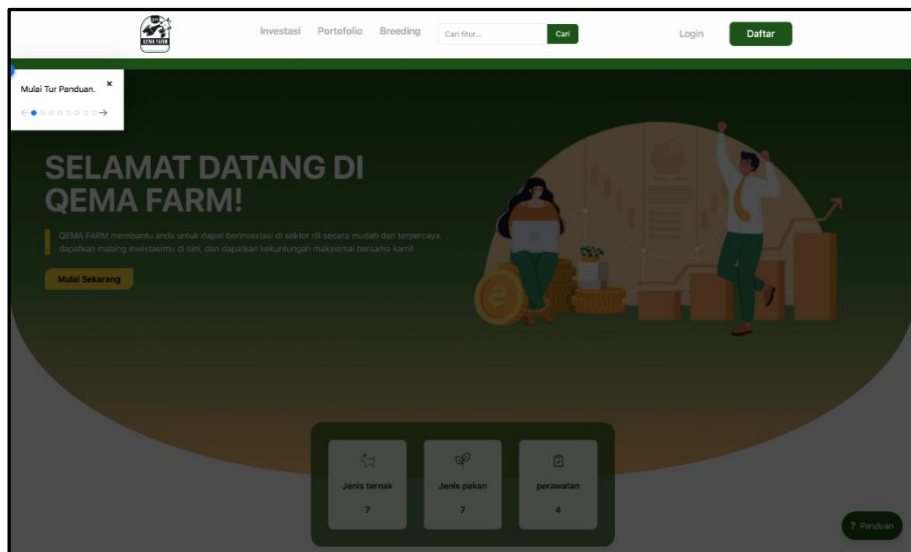 QEMA FARM
Investasi Portofolio Breeding
Cari fitur...
Cari
Login
Daftar
Mulai Tur Panduan.
SELAMAT DATANG DI
QEMA FARM!
QEMA FARM membantu anda untuk dapat berinvestasi di sektor riil secara mudah dan terpercaya.
dapatkan mabing investasimu di sini, dan dapatkan kekuntungan maksiomal bersama kami!
Mulai Sekarang
Jenis ternak
7
Jenis pakan
7
perawatan
4
? Panduan